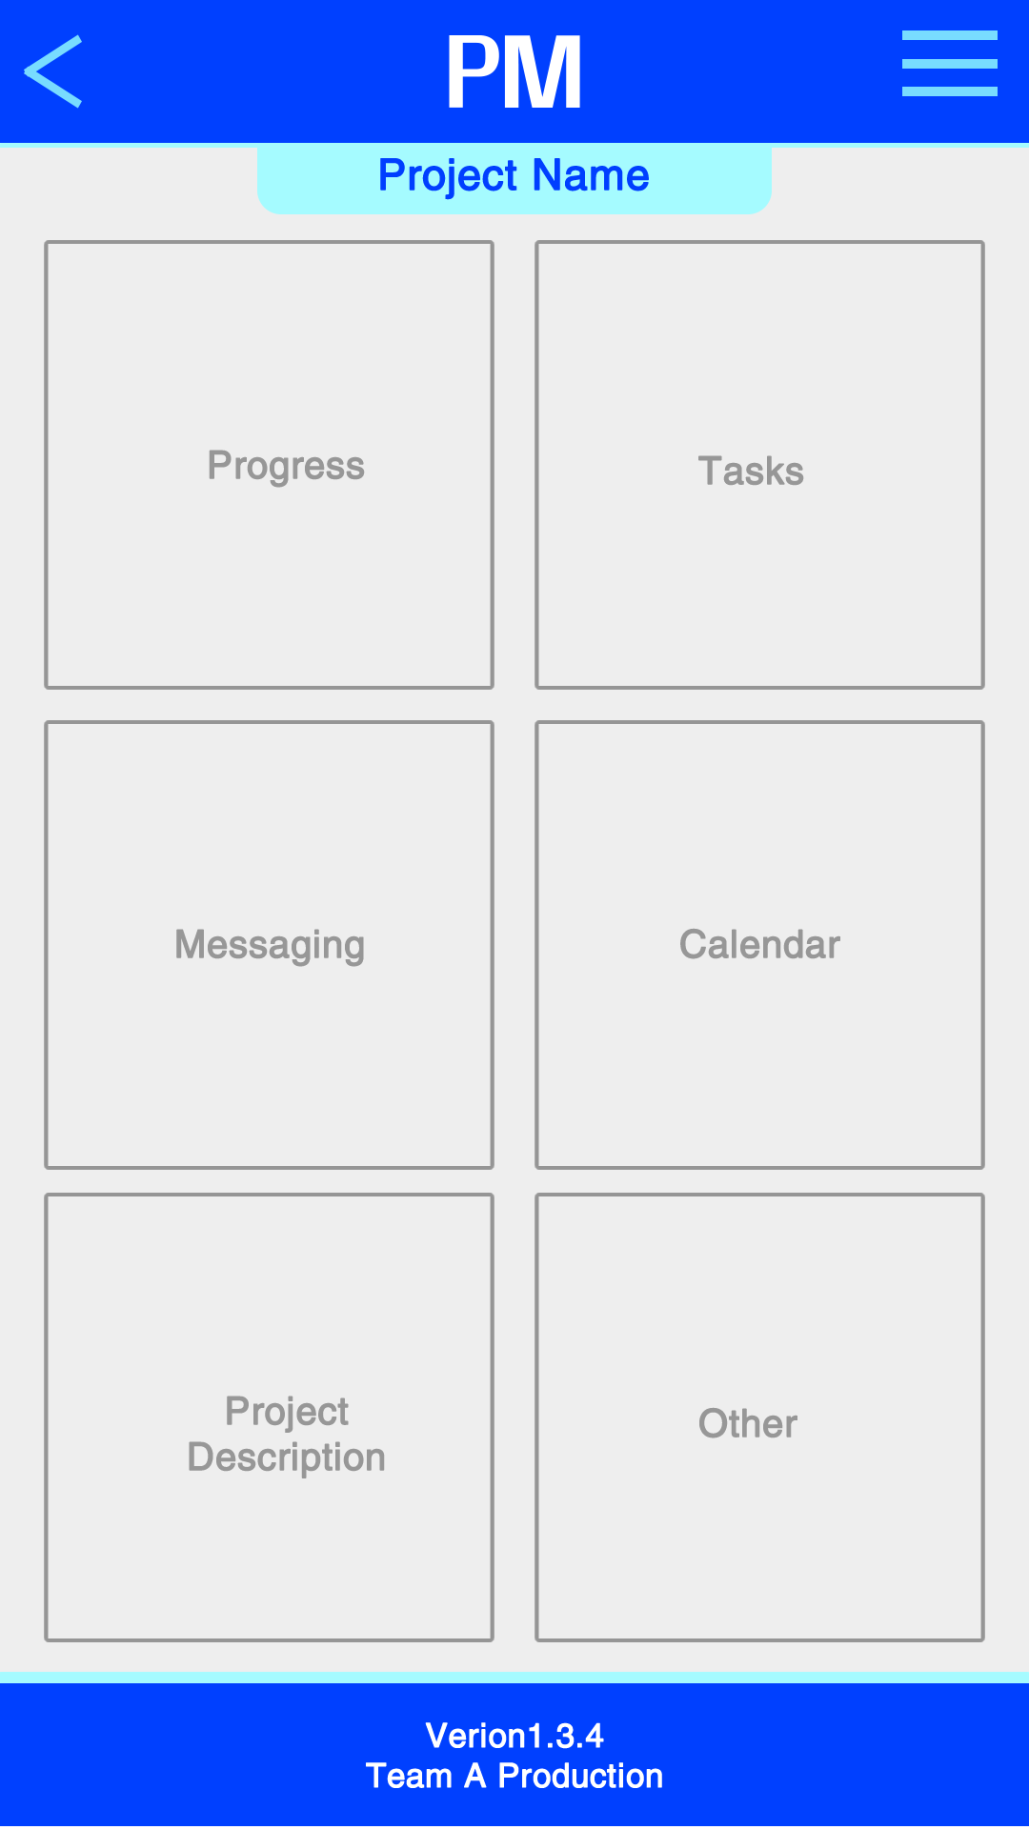 PM
Project Name
Progress
Tasks
Messaging
Calendar
Project
Description
Other
Verion1.3.4
Team A Production